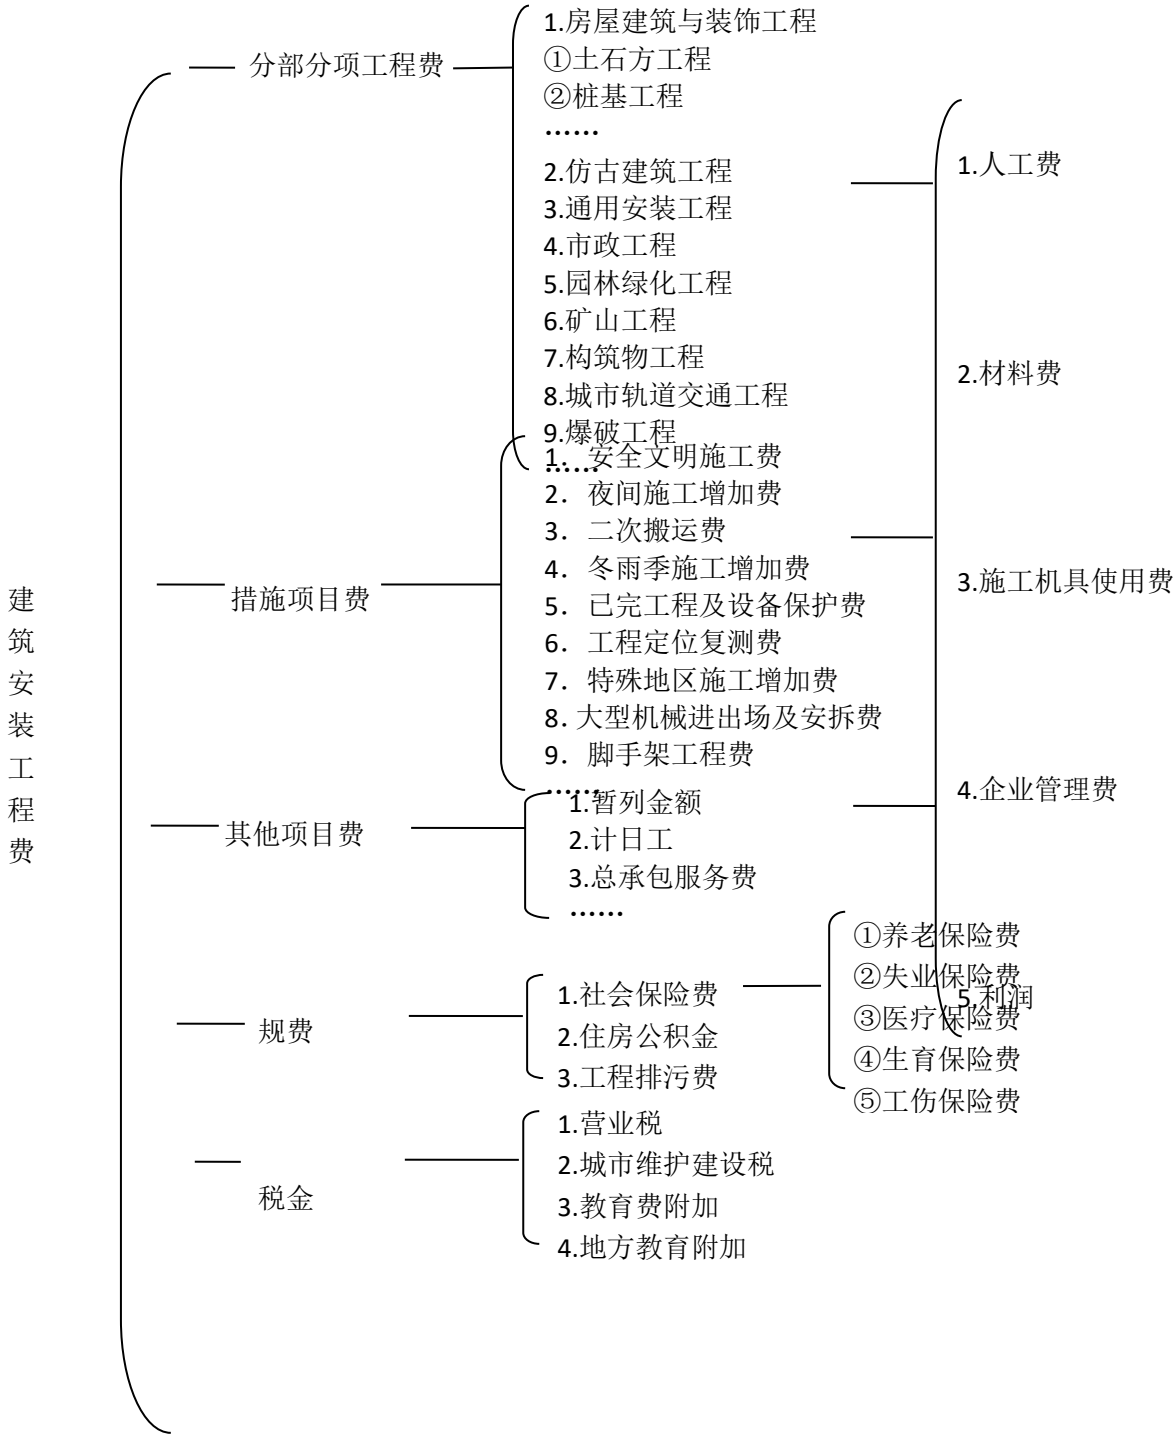 建筑安装工程费
分部分项工程费
1.房屋建筑与装饰工程
①土石方工程
②桩基工程
……
2.仿古建筑工程
3.通用安装工程
4.市政工程
5.园林绿化工程
6.矿山工程
7.构筑物工程
8.城市轨道交通工程
9.爆破工程
……
措施项目费
1. 安全文明施工费
2. 夜间施工增加费
3. 二次搬运费
4. 冬雨季施工增加费
5. 已完工程及设备保护费
6. 工程定位复测费
7. 特殊地区施工增加费
8. 大型机械进出场及安拆费
9. 脚手架工程费
……
其他项目费
1.暂列金额
2.计日工
3.总承包服务费
……
1.人工费
2.材料费
3.施工机具使用费
4.企业管理费
5.利润
规费
1.社会保险费
2.住房公积金
3.工程排污费
①养老保险费
②失业保险费
③医疗保险费
④生育保险费
⑤工伤保险费
税金
1.营业税
2.城市维护建设税
3.教育费附加
4.地方教育附加